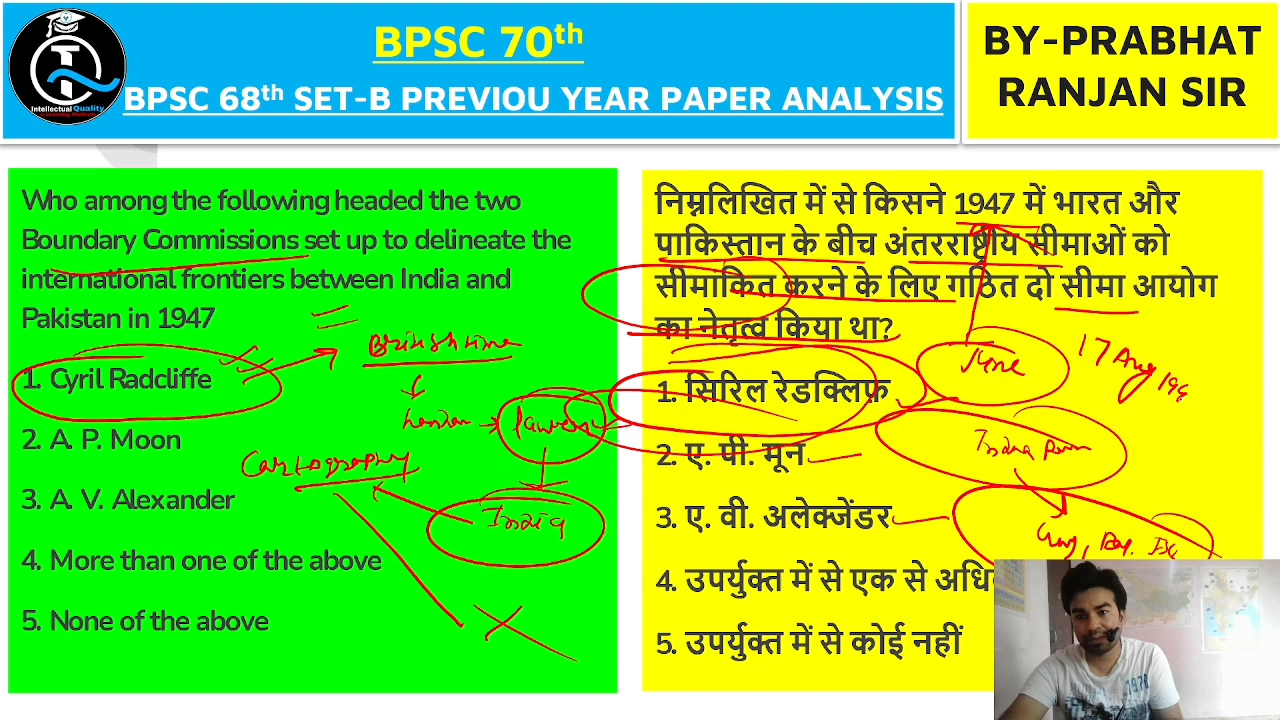 BPSC 70th
BPSC 68th SET-B PREVIOU YEAR PAPER ANALYSIS
BY-PRABHAT
RANJAN SIR
Intellectual Quality
Who among the following headed the two
Boundary Commissions set up to delineate the
international frontiers between India and
Pakistan in 1947
1. Cyril Radcliffe
2. A. P. Moon
3. A. V. Alexander
4. More than one of the above
5. None of the above
London
Cartography
India
निम्नलिखित में से किसने 1947 में भारत और
पाकिस्तान के बीच अंतरराष्ट्रीय सीमाओं को
सीमाकित करने के लिए गठित दो सीमा आयोग
का नेतृत्व किया था?
1. सिरिल रेडक्लिफ़
2. ए. पी. मून
3. ए. वी. अलेक्जेंडर
4. उपर्युक्त में से एक से
5. उपर्युक्त में से कोई नहीं
June
17 Aug
India
1978